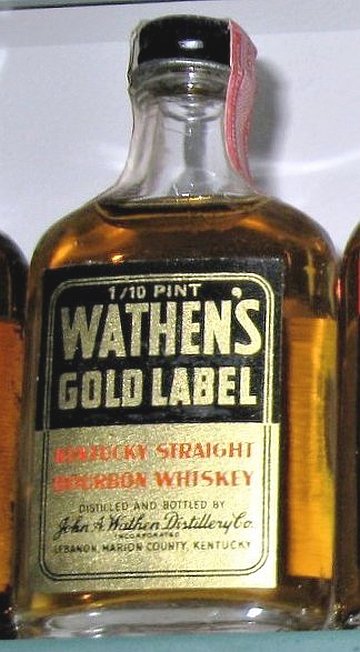 1/10 PINT
WATHEN'S
GOLD LABEL
KENTUCKY STRAIGHT
BOURBON WHISKEY
DISTILLED AND BOTTLED BY
John A. Wathen Distillery Co.
INCORPORATED
LEBANON, MARION COUNTY, KENTUCKY